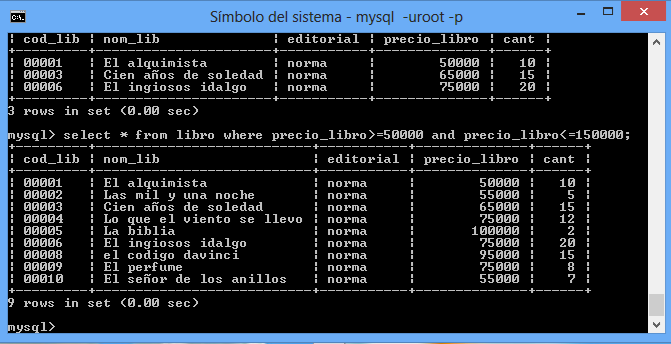 Símbolo del sistema - mysql -uroot -p
| cod_lib | nom_lib | editorial | precio_libro | cant |
| 00001 | El alquimista | norma | 50000 | 10 |
| 00003 | Cien años de soledad | norma | 65000 | 15 |
| 00006 | El ingiosos idalgo | norma | 75000 | 20 |
3 rows in set (0.00 sec)
mysql> select * from libro where precio_libro>=50000 and precio_libro<=150000;
| cod_lib | nom_lib | editorial | precio_libro | cant |
| 00001 | El alquimista | norma | 50000 | 10 |
| 00002 | Las mil y una noche | norma | 55000 | 5 |
| 00003 | Cien años de soledad | norma | 65000 | 15 |
| 00004 | Lo que el viento se llevo | norma | 75000 | 12 |
| 00005 | La biblia | norma | 100000 | 2 |
| 00006 | El ingiosos idalgo | norma | 75000 | 20 |
| 00008 | el codigo davinci | norma | 95000 | 15 |
| 00009 | El perfume | norma | 75000 | 8 |
| 00010 | El señor de los anillos | norma | 55000 | 7 |
9 rows in set (0.00 sec)
mysql>